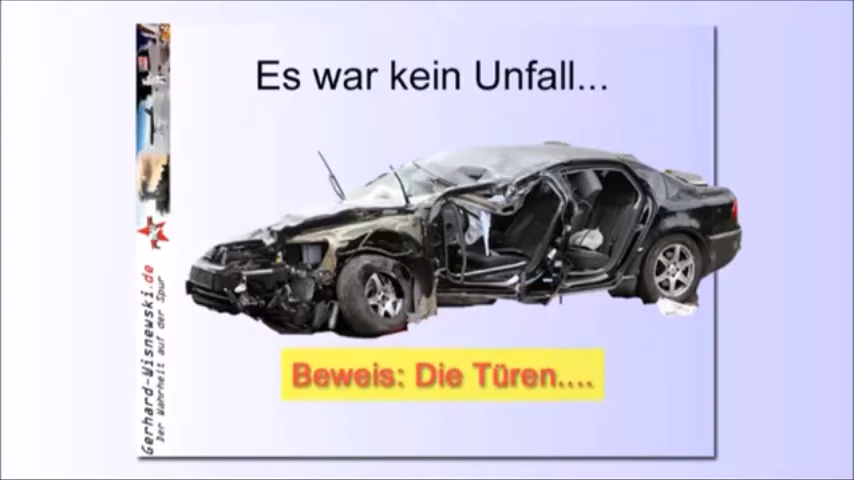 Es war kein Unfall...
Beweis: Die Türen....
Gerhard-Wisnewski.de
Der Wahrheit auf der Spur